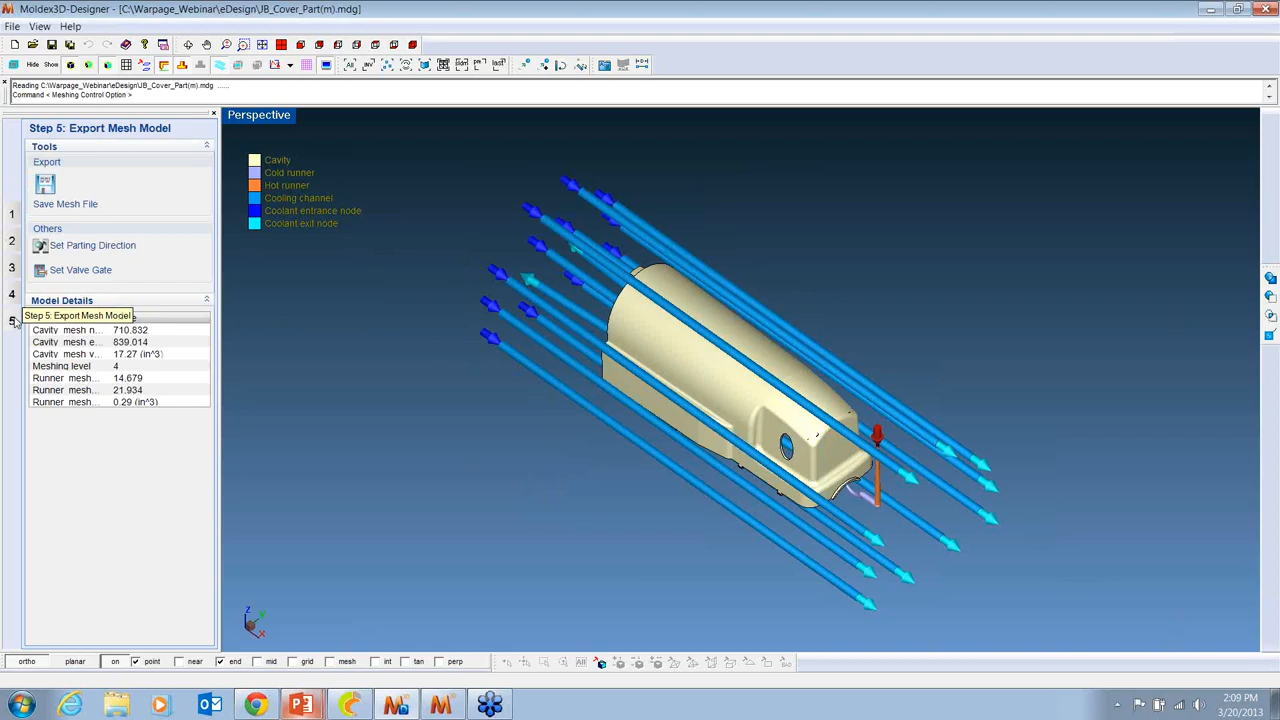 Moldex3D-Designer - [C:\Warpage_Webinar\eDesign\JB_Cover_Part(m).mdg]
File View Help
Hide Show
Reading C:\Warpage_Webinar\eDesign\JB_Cover_Part(m).mdg ......
Command < Meshing Control Option >
Step 5: Export Mesh Model
Tools
Export
Save Mesh File
Others
Set Parting Direction
Set Valve Gate
Model Details
Step 5: Export Mesh Model
Cavity mesh n... 710.832
Cavity mesh e... 839.014
Cavity mesh v... 17.27 (in^3)
Meshing level 4
Runner mesh... 14.679
Runner mesh... 21.934
Runner mesh... 0.29 (in^3)
1
2
3
4
5
Perspective
Cavity
Cold runner
Hot runner
Cooling channel
Coolant entrance node
Coolant exit node
Z
Y
X
ortho planar on point near end mid grid mesh int tan perp
2:09 PM
3/20/2013